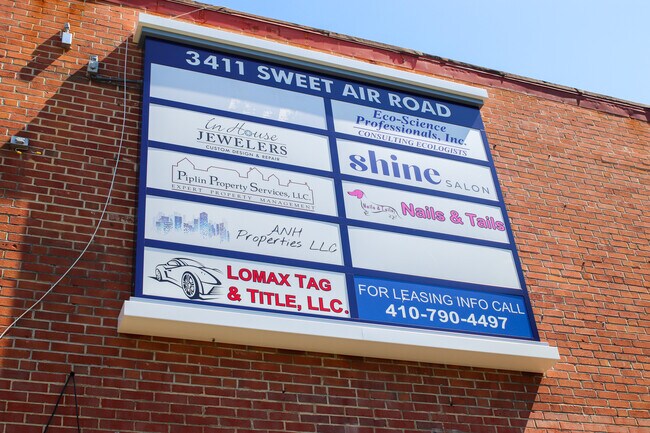 3411 SWEET AIR ROAD
In House
JEWELERS
CUSTOM DESIGN & REPAIR
Piplin Property Services, LLC.
EXPERT PROPERTY MANAGEMENT
ANH
Properties LLC
LOMAX TAG
& TITLE, LLC.
Eco-Science
Professionals, Inc.
CONSULTING ECOLOGISTS
shine SALON
Nails & Tails
Nails & Tails
FOR LEASING INFO CALL
410-790-4497